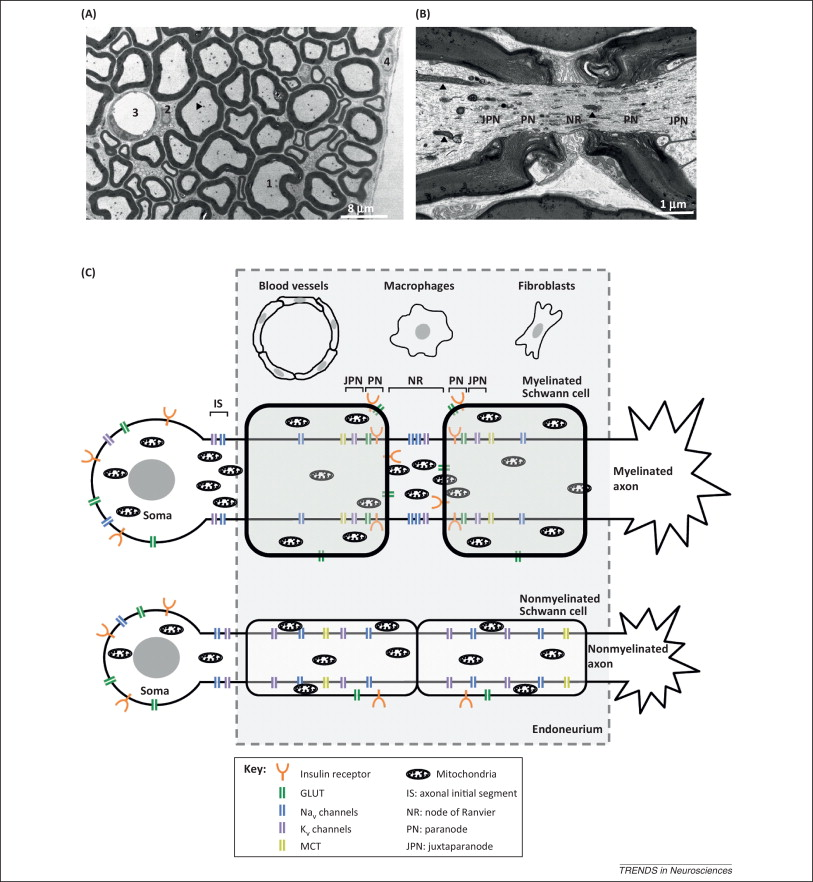 (A)
(B)
4
3
2
1
8 μm
JPN PN NR PN JPN
1 μm
(C)
Blood vessels
Macrophages
Fibroblasts
JPN PN NR PN JPN
Myelinated
Schwann cell
IS
Soma
Myelinated
axon
Nonmyelinated
Schwann cell
Nonmyelinated
axon
Soma
Endoneurium
Key:
Insulin receptor
Mitochondria
GLUT
IS: axonal initial segment
Nav channels
NR: node of Ranvier
Kv channels
PN: paranode
MCT
JPN: juxtaparanode
TRENDS in Neurosciences